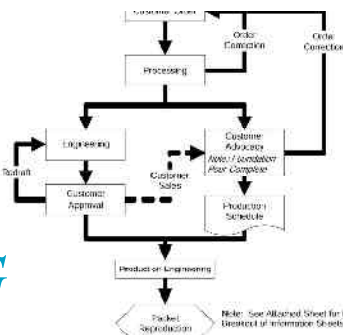 Customer Order
Order
Correction
Order
Correction
Processing
Engineering
Customer
Advocacy
Note: Foundation
Pour Complete
Redraft
Customer
Sales
Customer
Approval
Production
Schedule
Production Engineering
Packet
Reproduction
Note: See Attached Sheet for
Breakout of Information Sheets